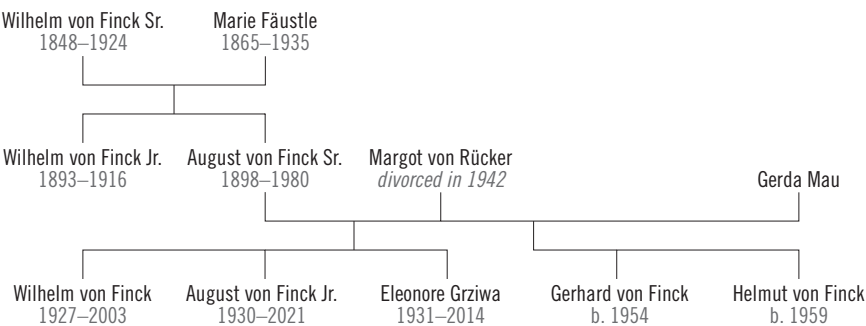 Wilhelm von Finck Sr.
1848–1924
Marie Fäustle
1865–1935
Wilhelm von Finck Jr.
1893–1916
August von Finck Sr.
1898–1980
Margot von Rücker
divorced in 1942
Gerda Mau
Wilhelm von Finck
1927–2003
August von Finck Jr.
1930–2021
Eleonore Grziwa
1931–2014
Gerhard von Finck
b. 1954
Helmut von Finck
b. 1959